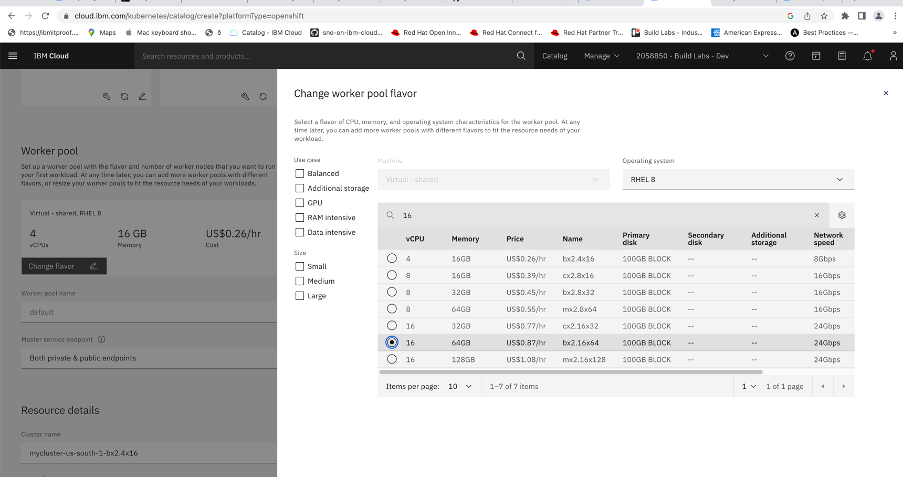 cloud.ibm.com/kubernetes/catalog/create?platformType=openshift
https://ibmitproof....
Maps
Mac keyboard sho...
ō
Catalog - IBM Cloud
sno-on-ibm-cloud...
Red Hat Open Inn...
Red Hat Connect f...
Red Hat Partner Tr...
Build Labs - Indus...
American Express...
Best Practices —...
»
IBM Cloud
Search resources and products...
Catalog
Manage
2058850 - Build Labs - Dev
Worker pool
Set up a worker pool with the flavor and number of worker nodes that you want to run
your first workload. At any time later, you can add more worker pools with different
flavors, or resize your worker pools to fit the resource needs of your workloads.
Virtual - shared, RHEL 8
4
vCPUs
16 GB
Memory
US$0.26/hr
Cost
Change flavor
Worker pool name
default
Master service endpoint
Both private & public endpoints
Resource details
Cluster name
mycluster-us-south-1-bx2.4x16
Change worker pool flavor
Select a flavor of CPU, memory, and operating system characteristics for the worker pool. At any
time later, you can add more worker pools with different flavors to fit the resource needs of your
workload.
Use case
Balanced
Additional storage
GPU
RAM intensive
Data intensive
Size
Small
Medium
Large
Machine
Virtual - shared
Operating system
RHEL 8
16
vCPU Memory Price Name Primary disk Secondary disk Additional storage Network speed
4 16GB US$0.26/hr bx2.4x16 100GB BLOCK -- -- 8Gbps
8 16GB US$0.39/hr cx2.8x16 100GB BLOCK -- -- 16Gbps
8 32GB US$0.45/hr bx2.8x32 100GB BLOCK -- -- 16Gbps
8 64GB US$0.55/hr mx2.8x64 100GB BLOCK -- -- 16Gbps
16 32GB US$0.77/hr cx2.16x32 100GB BLOCK -- -- 24Gbps
16 64GB US$0.87/hr bx2.16x64 100GB BLOCK -- -- 24Gbps
16 128GB US$1.08/hr mx2.16x128 100GB BLOCK -- -- 24Gbps
Items per page: 10
1–7 of 7 items
1
1 of 1 page